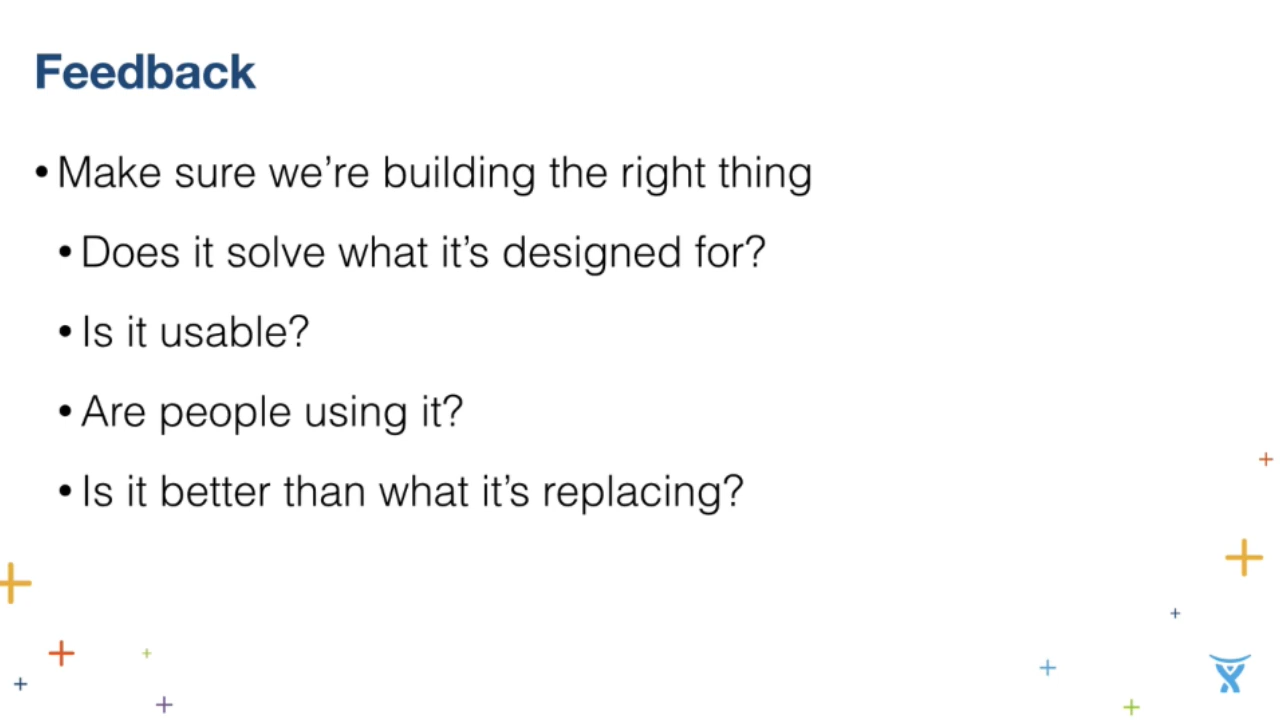 Feedback
• Make sure we’re building the right thing
• Does it solve what it’s designed for?
• Is it usable?
• Are people using it?
• Is it better than what it’s replacing?